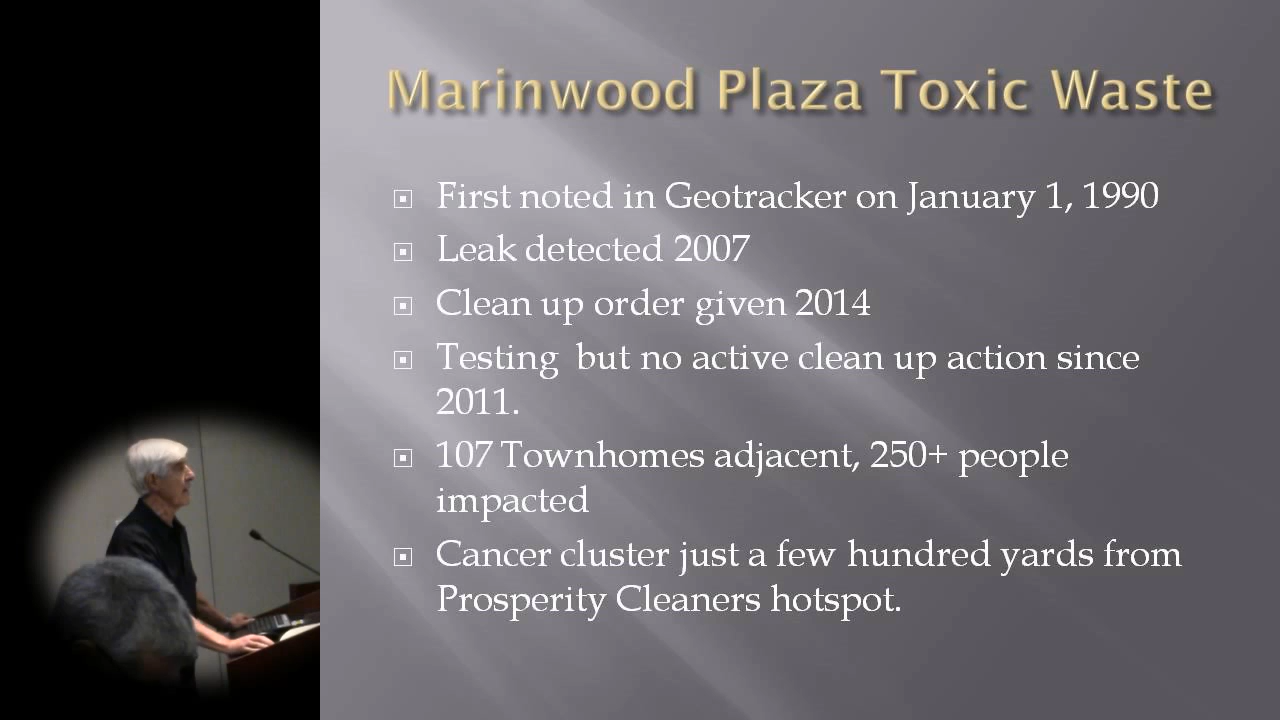 Marinwood Plaza Toxic Waste
First noted in Geotracker on January 1, 1990
Leak detected 2007
Clean up order given 2014
Testing  but no active clean up action since
2011.
107 Townhomes adjacent, 250+ people
impacted
Cancer cluster just a few hundred yards from
Prosperity Cleaners hotspot.